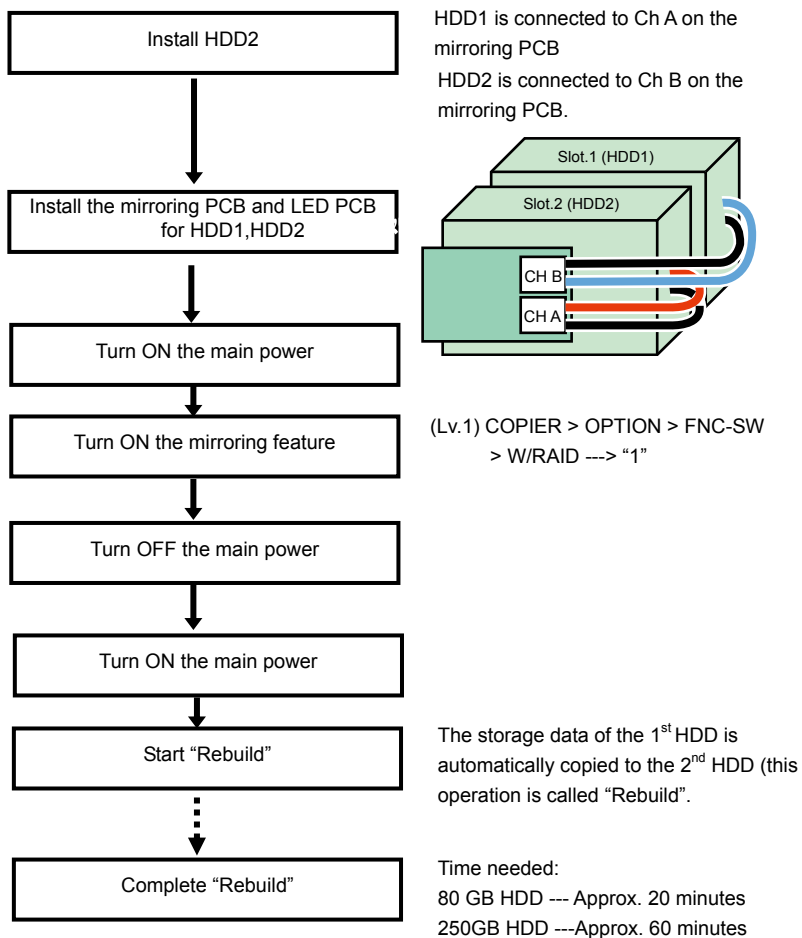 Install HDD2
HDD1 is connected to Ch A on the
mirroring PCB
HDD2 is connected to Ch B on the
mirroring PCB.
Slot.1 (HDD1)
Slot.2 (HDD2)
CH B
CH A
Install the mirroring PCB and LED PCB
for HDD1,HDD2
Turn ON the main power
Turn ON the mirroring feature
(Lv.1) COPIER > OPTION > FNC-SW
> W/RAID ---> “1”
Turn OFF the main power
Turn ON the main power
Start “Rebuild”
The storage data of the 1st HDD is
automatically copied to the 2nd HDD (this
operation is called “Rebuild”.
Complete “Rebuild”
Time needed:
80 GB HDD --- Approx. 20 minutes
250GB HDD ---Approx. 60 minutes